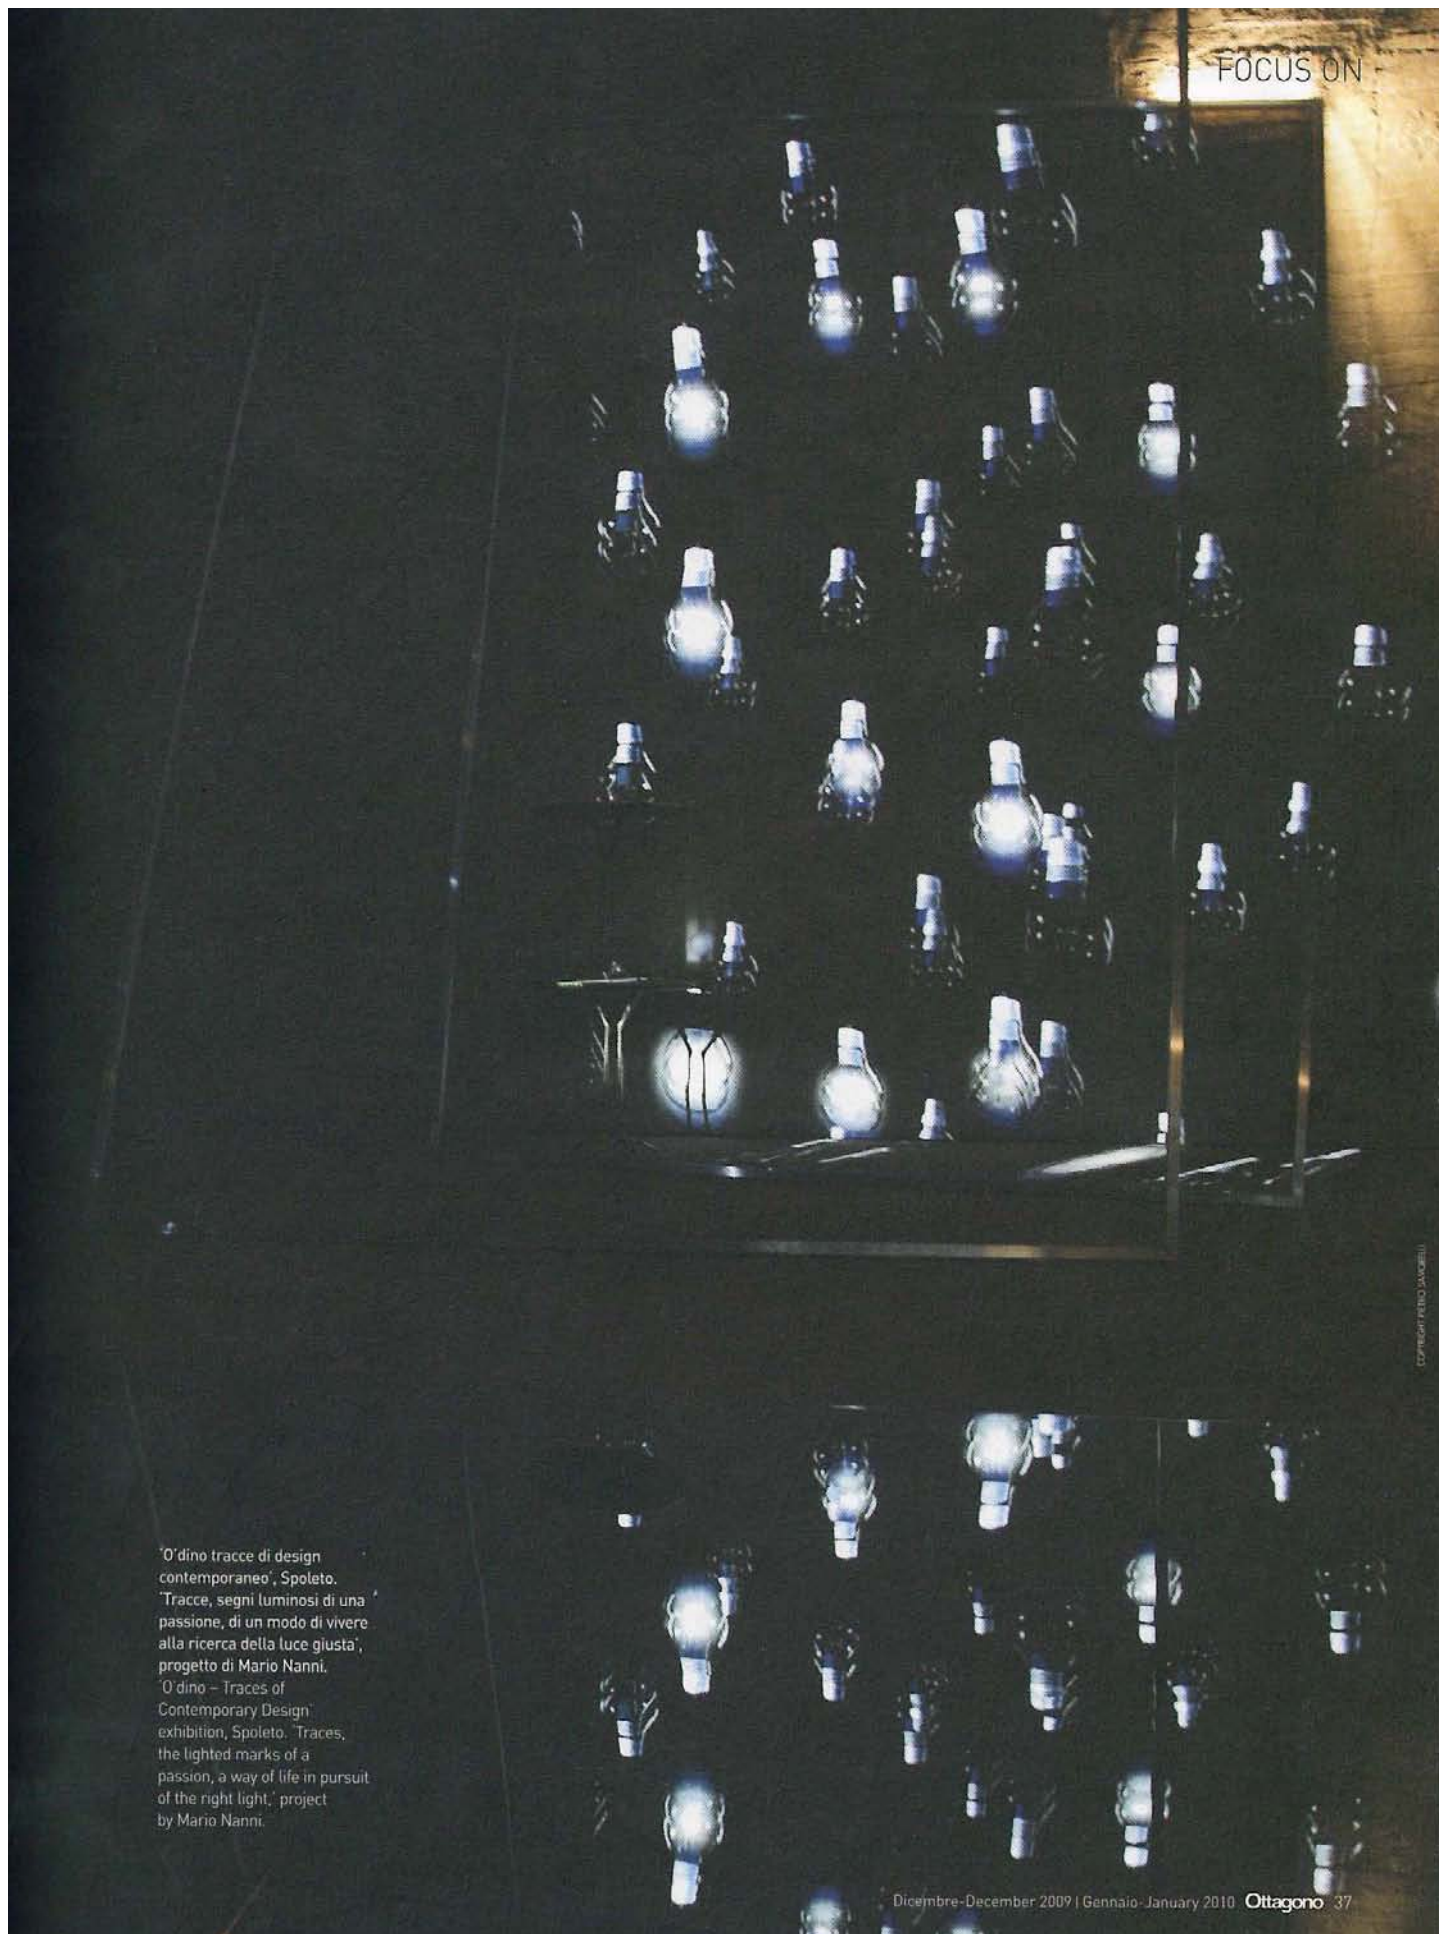 FOCUS ON
COPYRIGHT PIETRO SAVORELLI
'O'dino tracce di design
contemporaneo', Spoleto.
'Tracce, segni luminosi di una
passione, di un modo di vivere
alla ricerca della luce giusta',
progetto di Mario Nanni.
'O'dino – Traces of
Contemporary Design'
exhibition, Spoleto. 'Traces,
the lighted marks of a
passion, a way of life in pursuit
of the right light,' project
by Mario Nanni.
Dicembre-December 2009 | Gennaio-January 2010 Ottagono 37